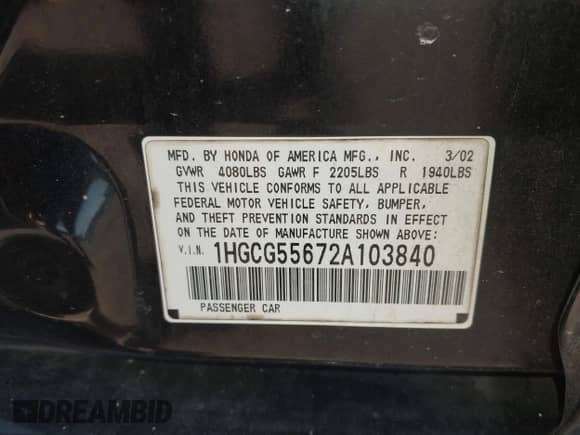 MFD. BY HONDA OF AMERICA MFG., INC. 3/02
GVWR 4080LBS GAWR F 2205LBS R 1940LBS
THIS VEHICLE CONFORMS TO ALL APPLICABLE
FEDERAL MOTOR VEHICLE SAFETY, BUMPER,
AND THEFT PREVENTION STANDARDS IN EFFECT
ON THE DATE OF MANUFACTURE SHOWN ABOVE:
V.I.N. 1HGCG55672A103840
PASSENGER CAR
DREAMBID